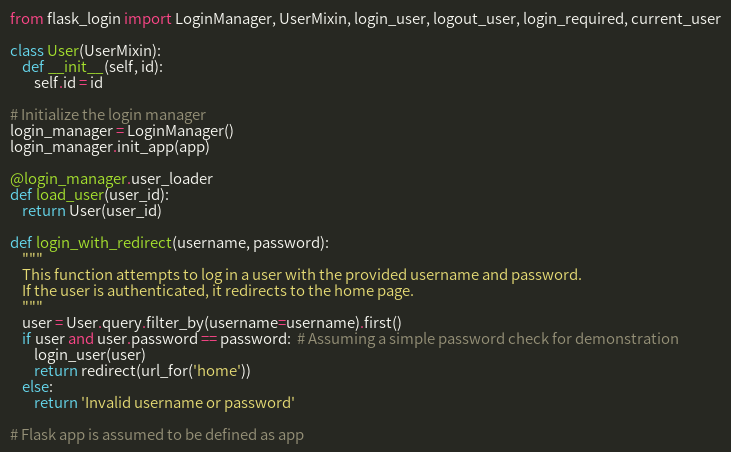 from flask_login import LoginManager, UserMixin, login_user, logout_user, login_required, current_user

class User(UserMixin):
    def __init__(self, id):
        self.id = id

# Initialize the login manager
login_manager = LoginManager()
login_manager.init_app(app)

@login_manager.user_loader
def load_user(user_id):
    return User(user_id)

def login_with_redirect(username, password):
    """
    This function attempts to log in a user with the provided username and password.
    If the user is authenticated, it redirects to the home page.
    """
    user = User.query.filter_by(username=username).first()
    if user and user.password == password:  # Assuming a simple password check for demonstration
        login_user(user)
        return redirect(url_for('home'))
    else:
        return 'Invalid username or password'

# Flask app is assumed to be defined as app